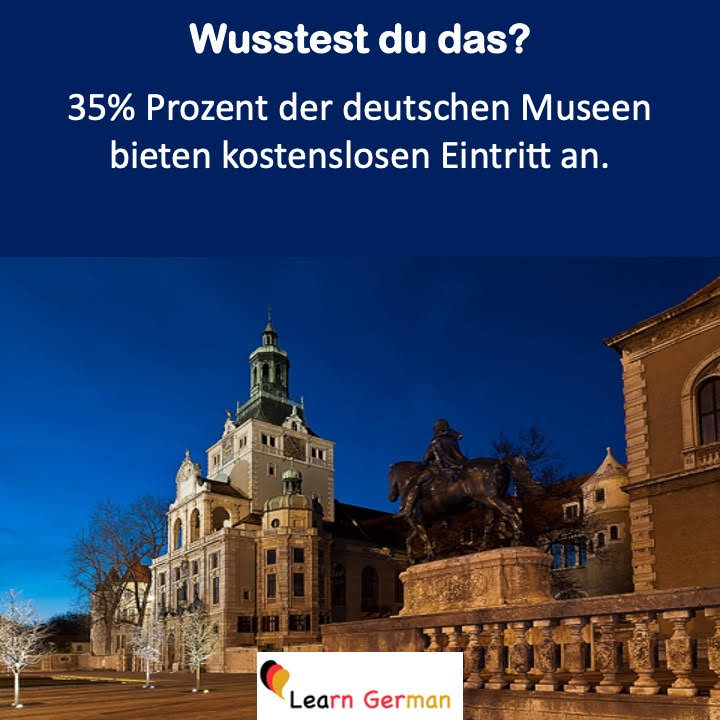 Wusstest du das?
35% Prozent der deutschen Museen
bieten kostenslosen Eintritt an.
Learn German